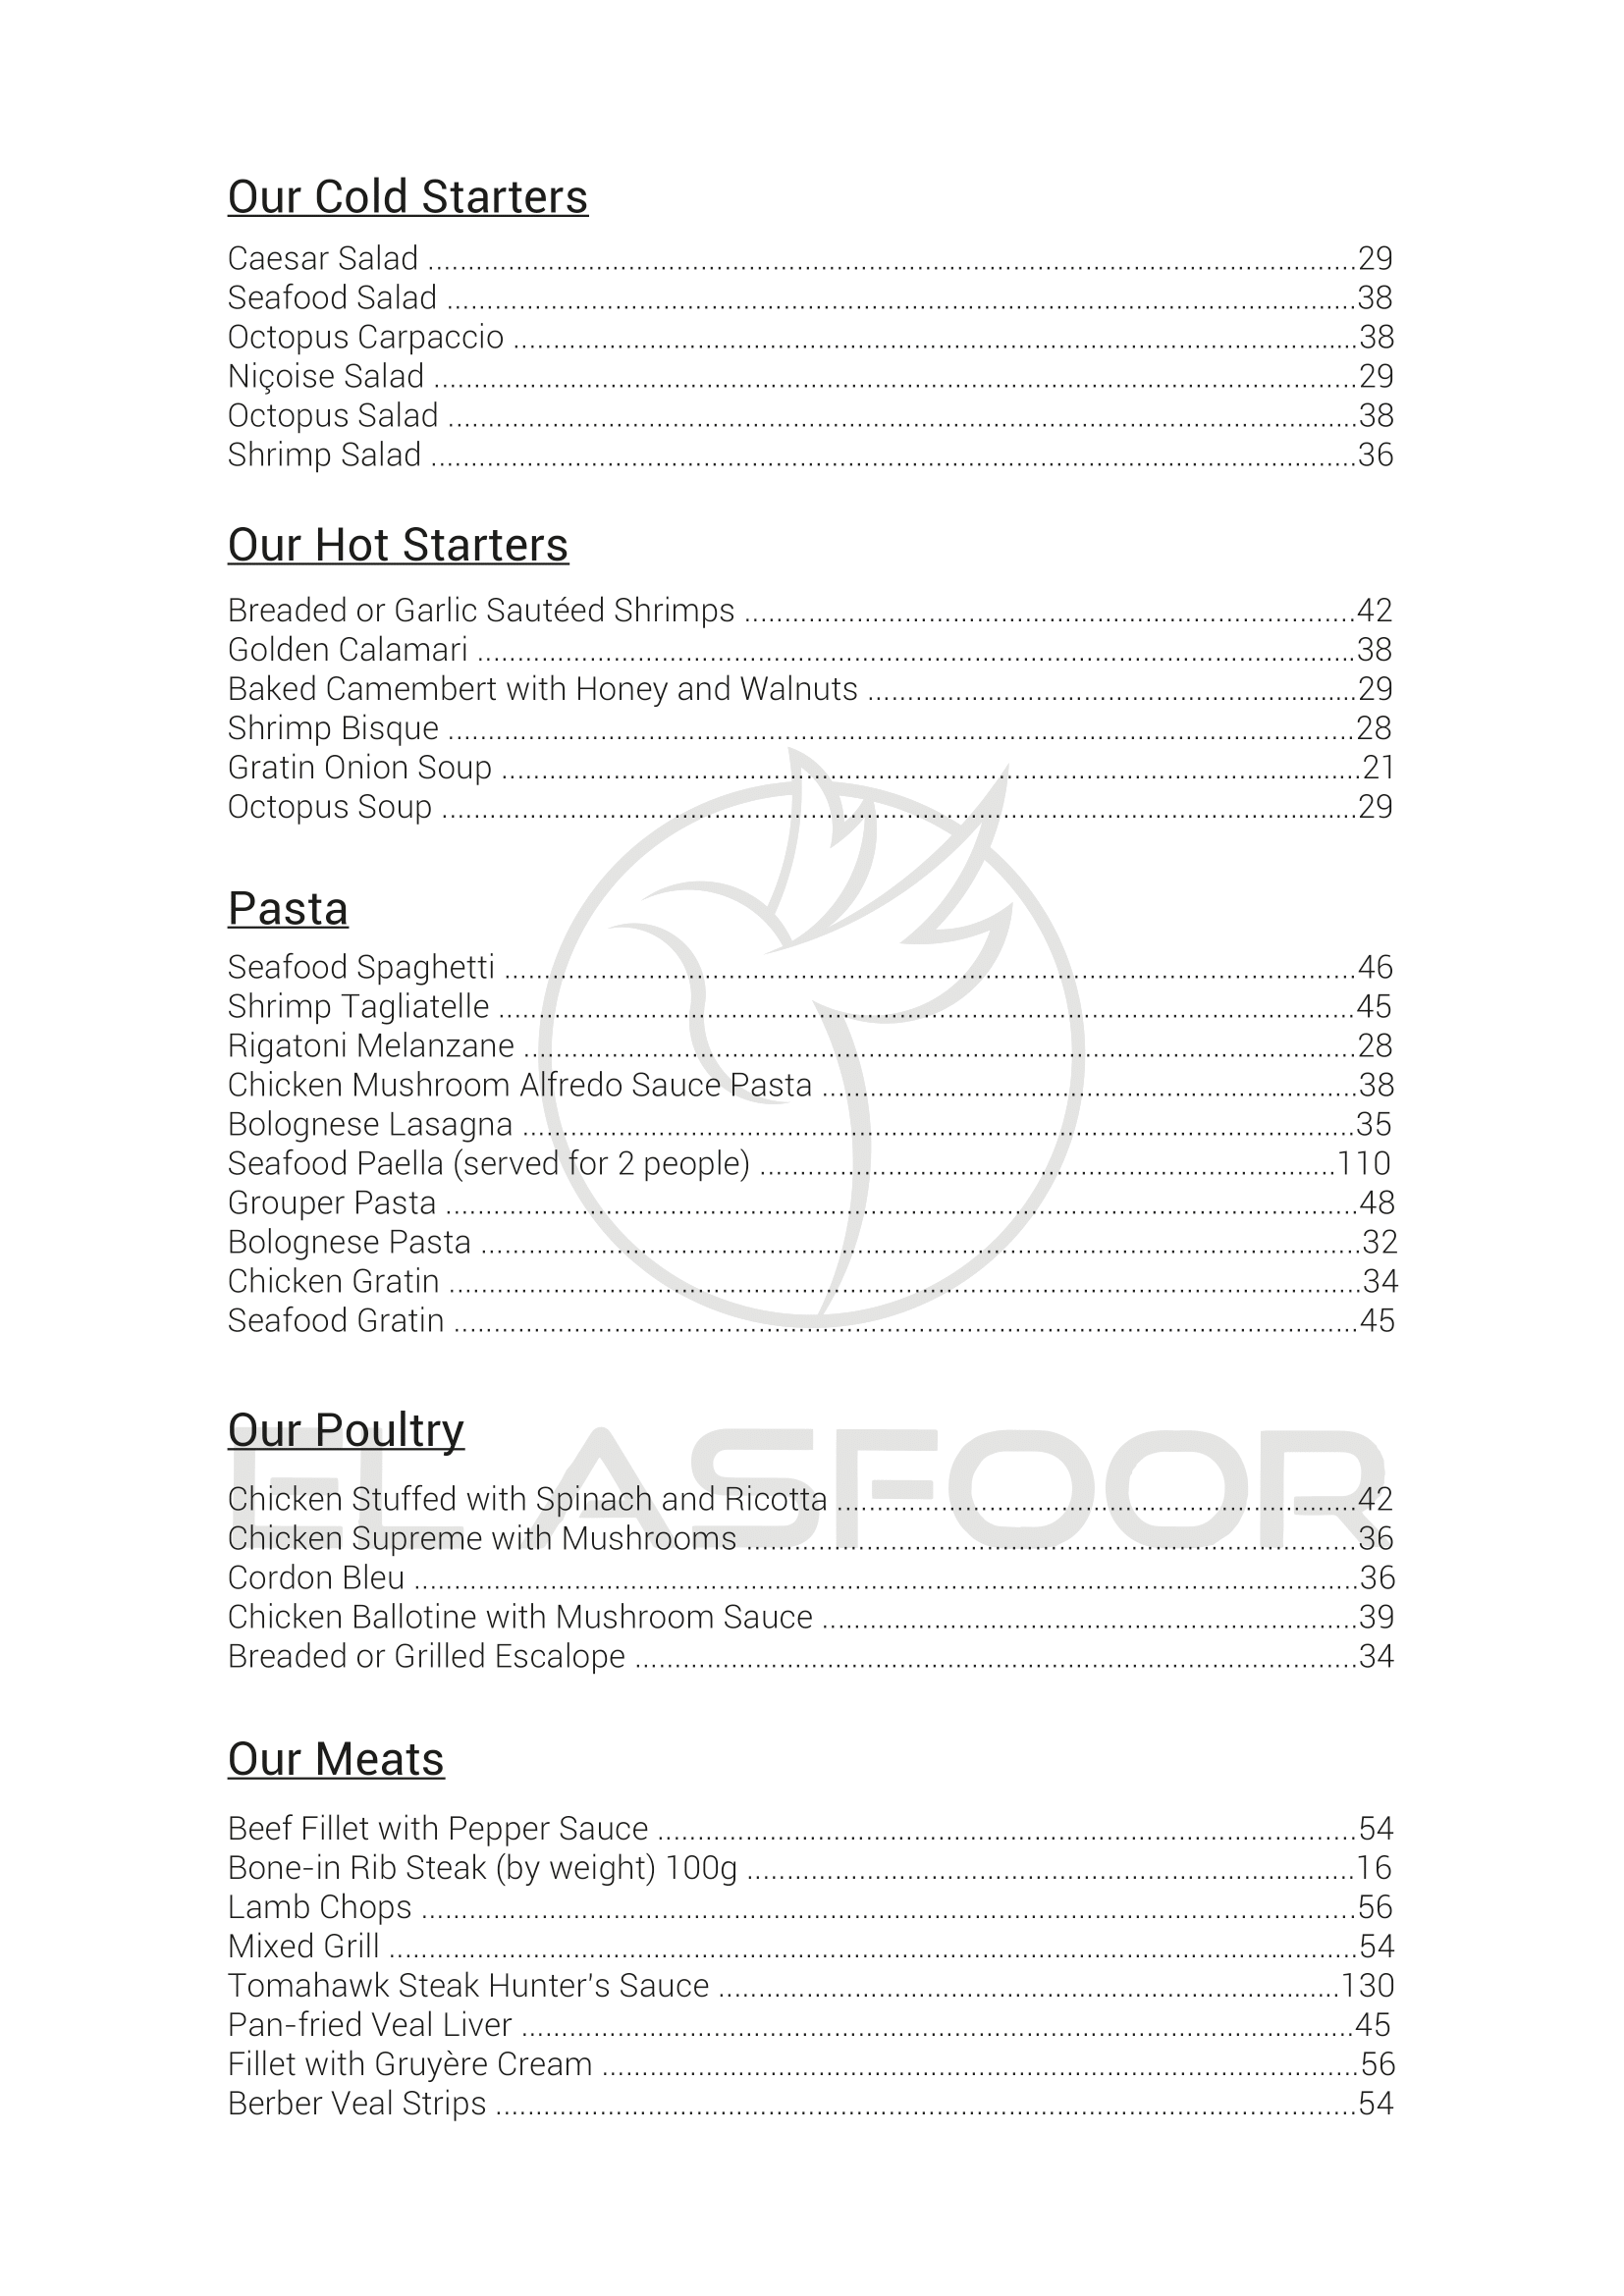 Our Cold Starters
Caesar Salad ........................................................29
Seafood Salad ........................................................38
Octopus Carpaccio ........................................................38
Niçoise Salad ........................................................29
Octopus Salad ........................................................38
Shrimp Salad ........................................................36
Our Hot Starters
Breaded or Garlic Sautéed Shrimps ........................................................42
Golden Calamari ........................................................38
Baked Camembert with Honey and Walnuts ........................................................29
Shrimp Bisque ........................................................28
Gratin Onion Soup ........................................................21
Octopus Soup ........................................................29
Pasta
Seafood Spaghetti ........................................................46
Shrimp Tagliatelle ........................................................45
Rigatoni Melanzane ........................................................28
Chicken Mushroom Alfredo Sauce Pasta ........................................................38
Bolognese Lasagna ........................................................35
Seafood Paella (served for 2 people) ........................................................110
Grouper Pasta ........................................................48
Bolognese Pasta ........................................................32
Chicken Gratin ........................................................34
Seafood Gratin ........................................................45
Our Poultry
EL ASFOOR
Chicken Stuffed with Spinach and Ricotta ........................................................42
Chicken Supreme with Mushrooms ........................................................36
Cordon Bleu ........................................................36
Chicken Ballotine with Mushroom Sauce ........................................................39
Breaded or Grilled Escalope ........................................................34
Our Meats
Beef Fillet with Pepper Sauce ........................................................54
Bone-in Rib Steak (by weight) 100g ........................................................16
Lamb Chops ........................................................56
Mixed Grill ........................................................54
Tomahawk Steak Hunter's Sauce ........................................................130
Pan-fried Veal Liver ........................................................45
Fillet with Gruyère Cream ........................................................56
Berber Veal Strips ........................................................54